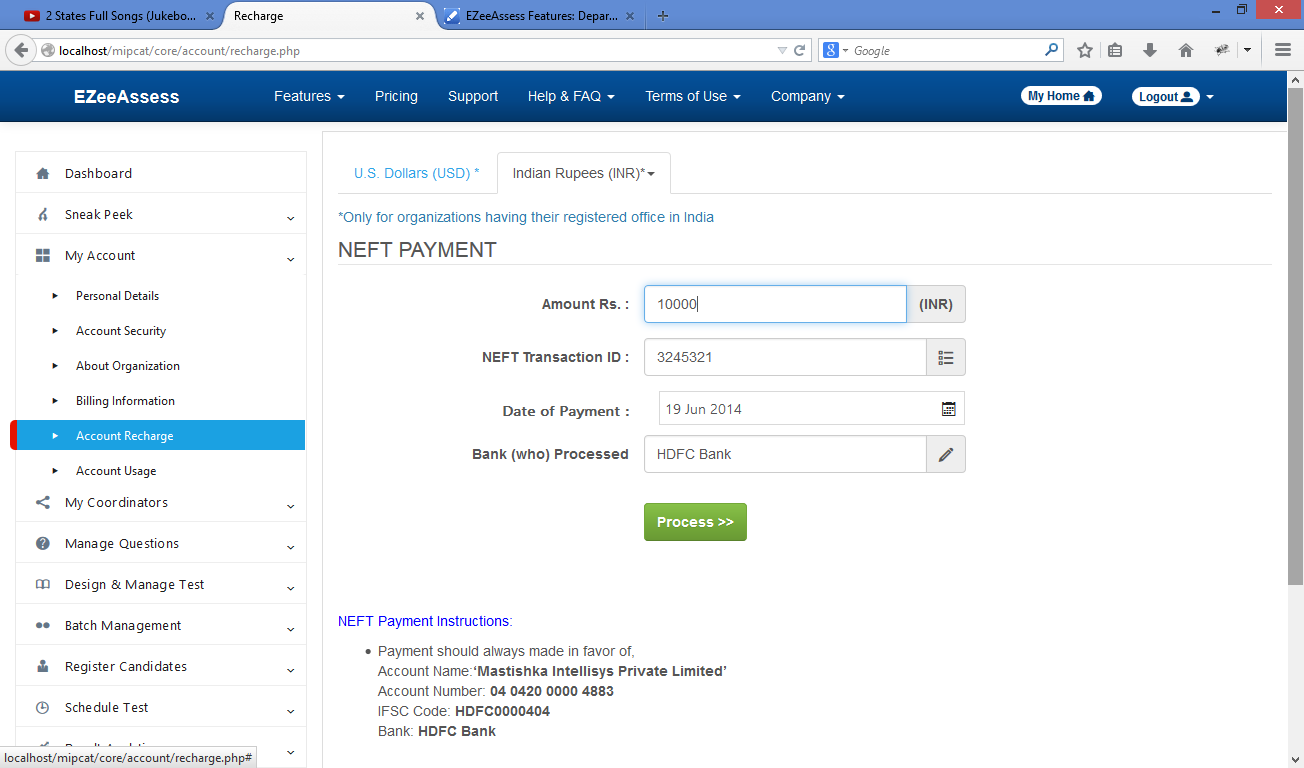 2 States Full Songs (Jukebo...
Recharge
EZeeAssess Features: Depar...
localhost/mipcat/core/account/recharge.php
Google
EZeeAssess
Features
Pricing
Support
Help & FAQ
Terms of Use
Company
My Home
Logout
Dashboard
Sneak Peek
My Account
Personal Details
Account Security
About Organization
Billing Information
Account Recharge
Account Usage
My Coordinators
Manage Questions
Design & Manage Test
Batch Management
Register Candidates
Schedule Test
U.S. Dollars (USD) *
Indian Rupees (INR)*
*Only for organizations having their registered office in India
NEFT PAYMENT
Amount Rs. : 10000 (INR)
NEFT Transaction ID : 3245321
Date of Payment : 19 Jun 2014
Bank (who) Processed HDFC Bank
Process >>
NEFT Payment Instructions:
• Payment should always made in favor of,
Account Name:‘Mastishka Intellisys Private Limited’
Account Number: 04 0420 0000 4883
IFSC Code: HDFC0000404
Bank: HDFC Bank
localhost/mipcat/core/account/recharge.php#